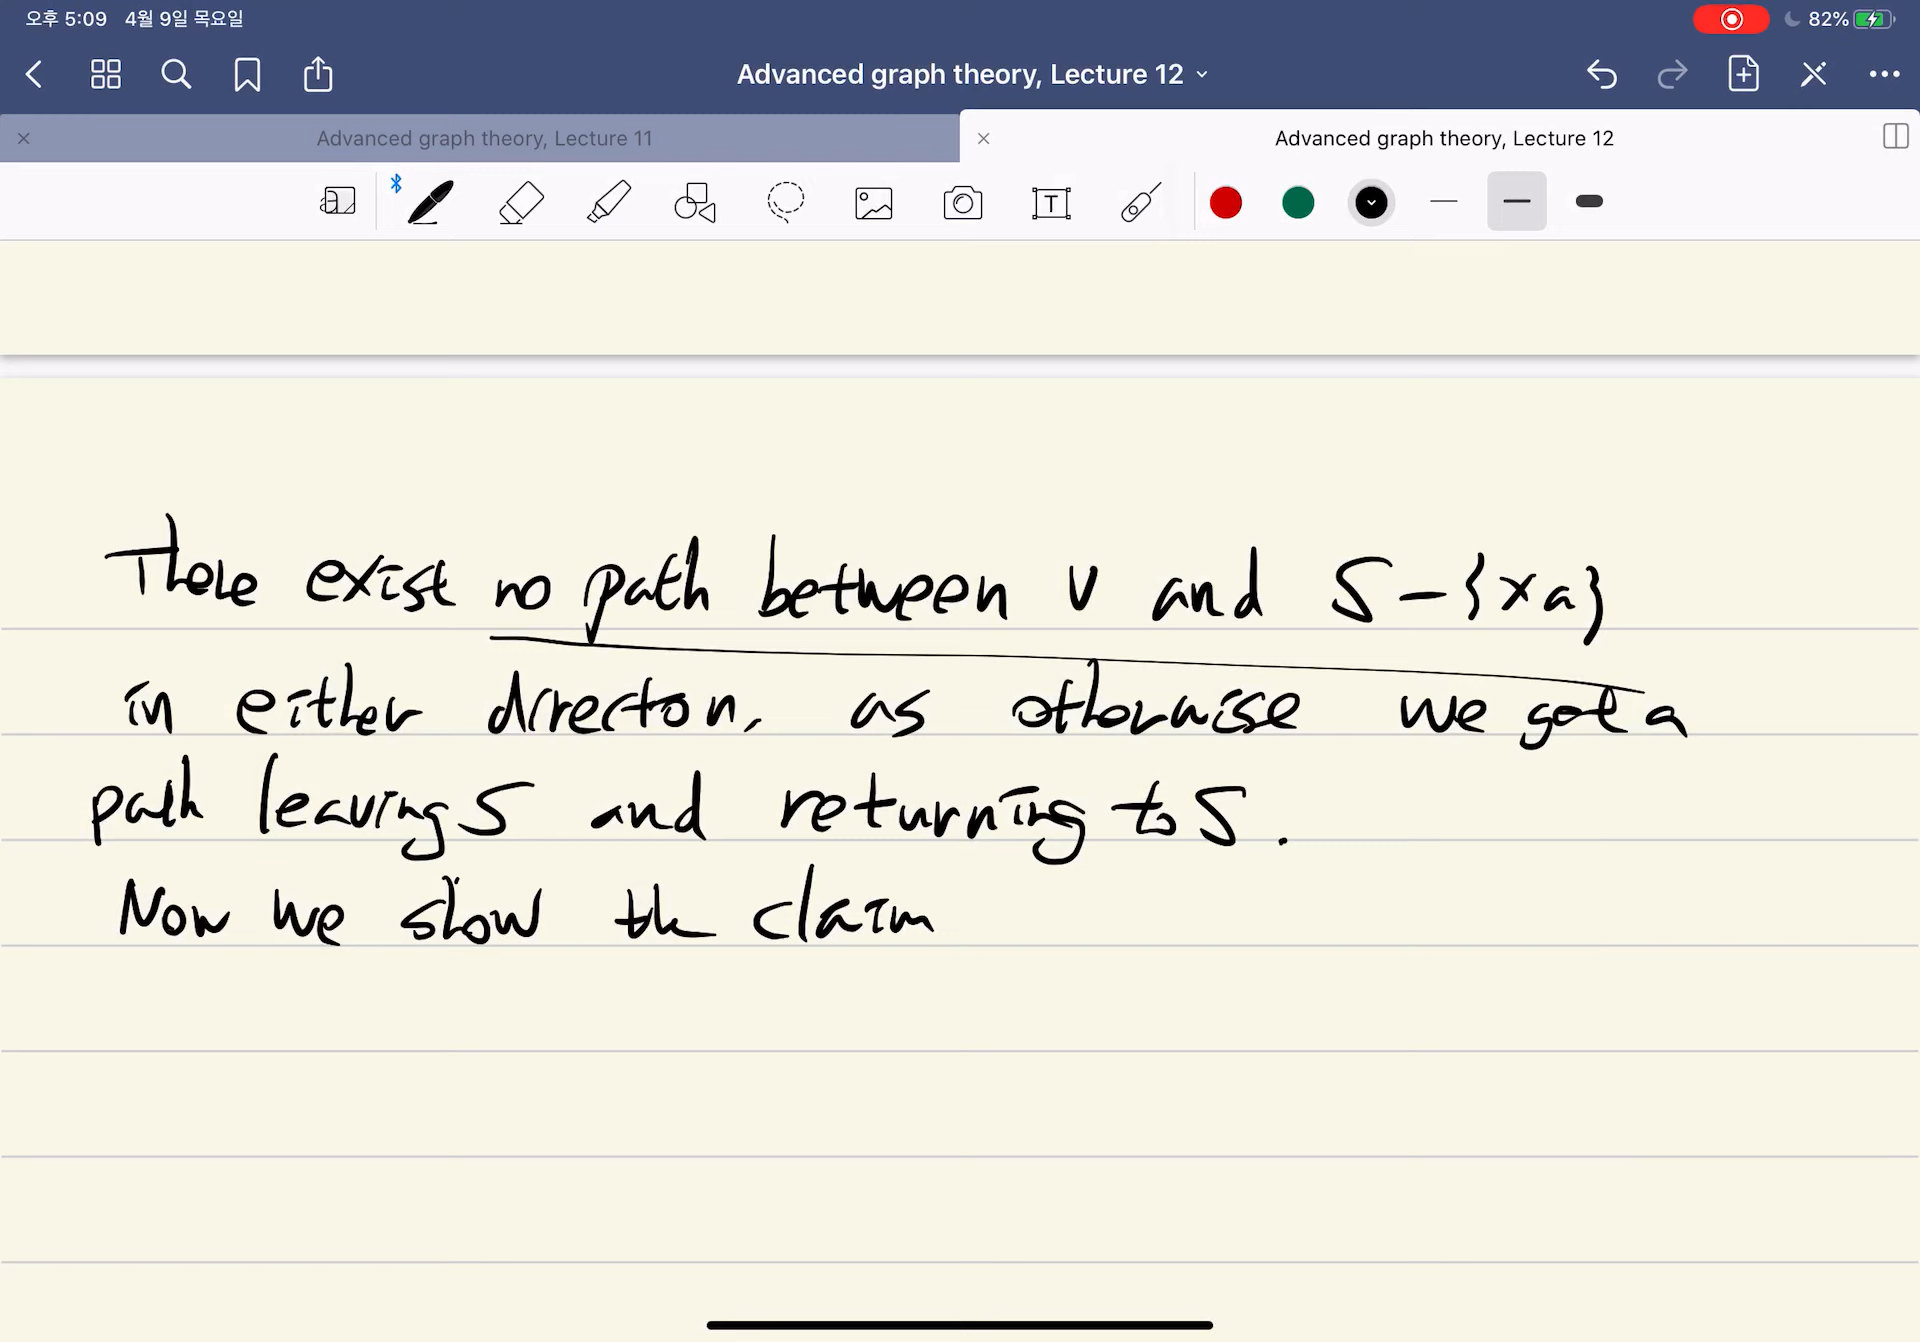 오후 5:09 4월 9일 목요일 82%
Advanced graph theory, Lecture 12
Advanced graph theory, Lecture 11 Advanced graph theory, Lecture 12
There exist no path between v and S-{xa}
in either direction, as otherwise we get a
path leaving S and returning to S.
Now we show the claim